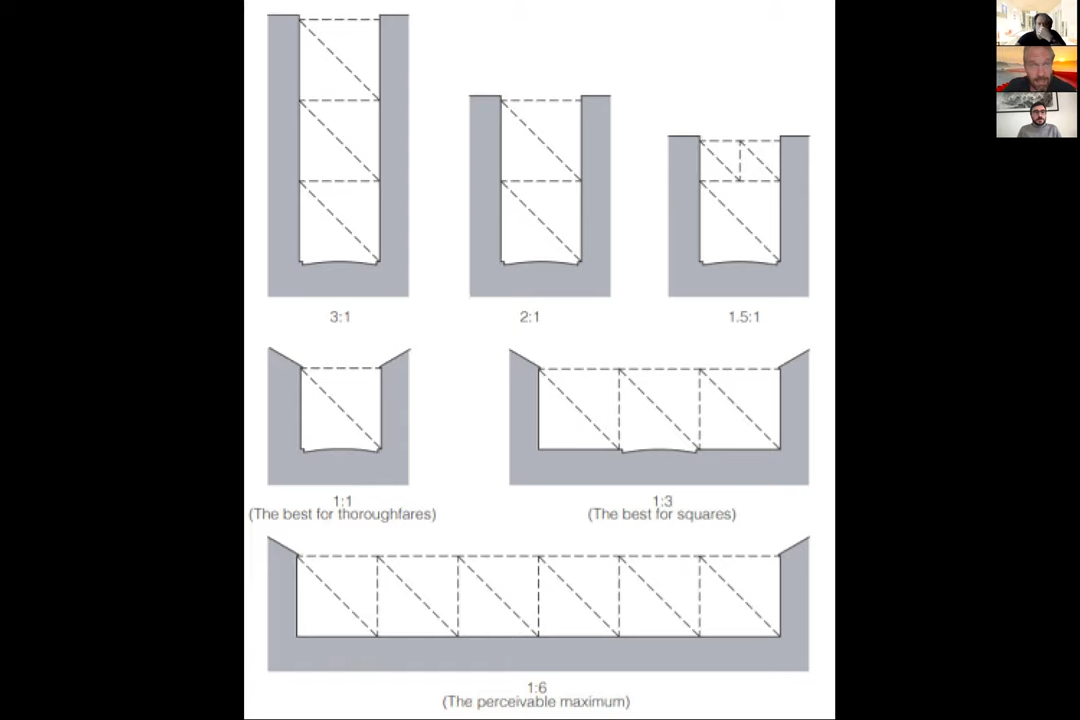 3:1
2:1
1.5:1
1:1
(The best for thoroughfares)
1:3
(The best for squares)
1:6
(The perceivable maximum)